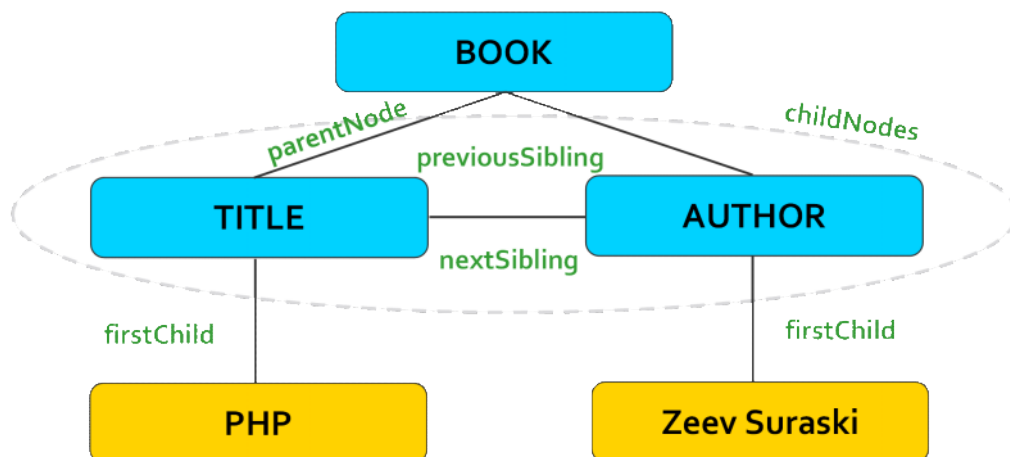 BOOK
parentNode
childNodes
previousSibling
TITLE
AUTHOR
nextSibling
firstChild
firstChild
PHP
Zeev Suraski